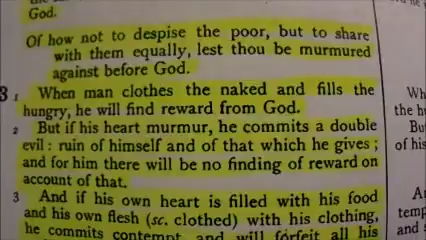 God.
Of how not to despise the poor, but to share
with them equally, lest thou be murmured
against before God.
3 1 When man clothes the naked and fills the
hungry, he will find reward from God.
2 But if his heart murmur, he commits a double
evil: ruin of himself and of that which he gives;
and for him there will be no finding of reward on
account of that.
3 And if his own heart is filled with his food
and his own flesh (sc. clothed) with his clothing,
he commits contempt, and will forfeit all his
Wh
the h
Bu
of his
A
temp
and